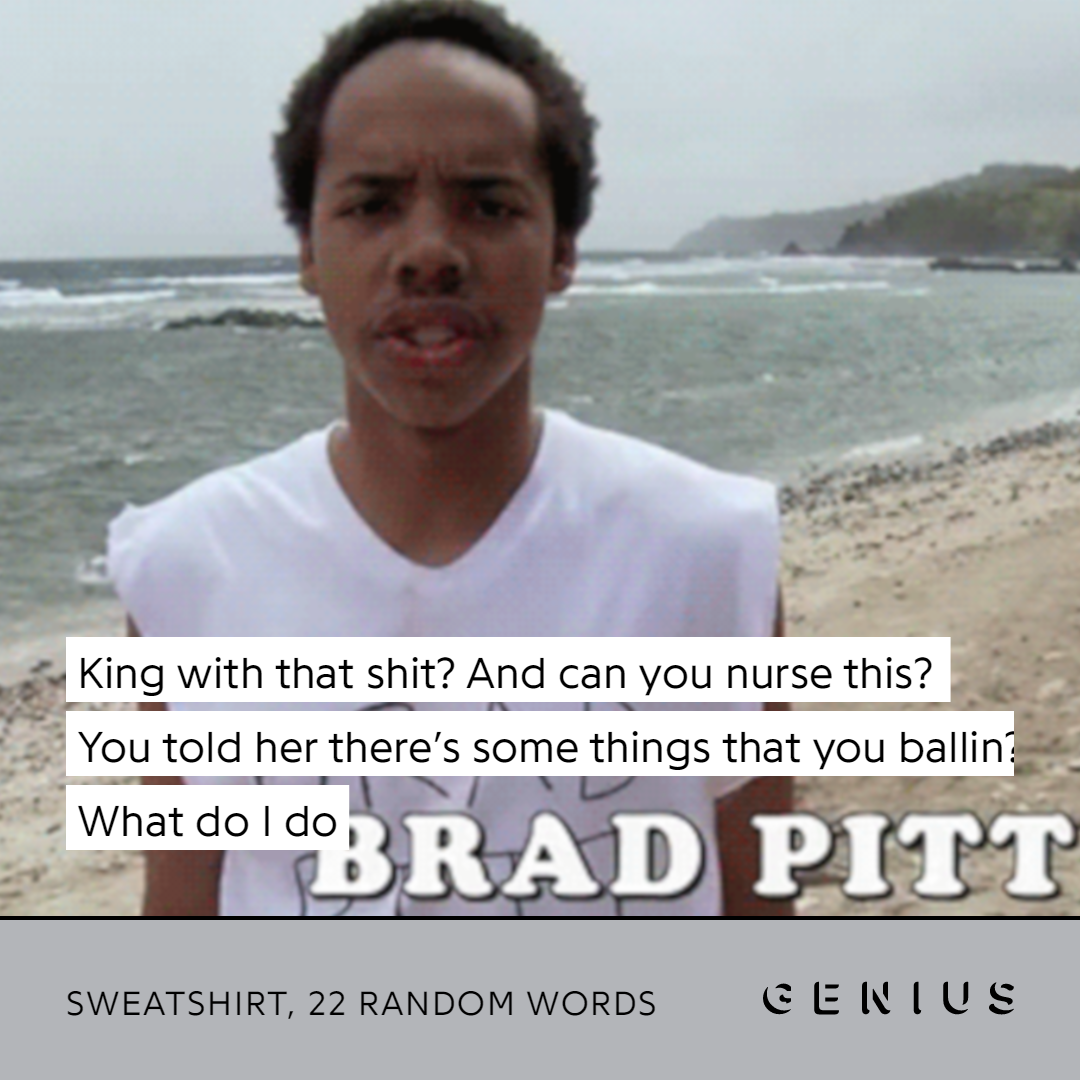 King with that shit? And can you nurse this?
You told her there's some things that you ballin?
What do I do
BRAD PITT
SWEATSHIRT, 22 RANDOM WORDS
GENIUS